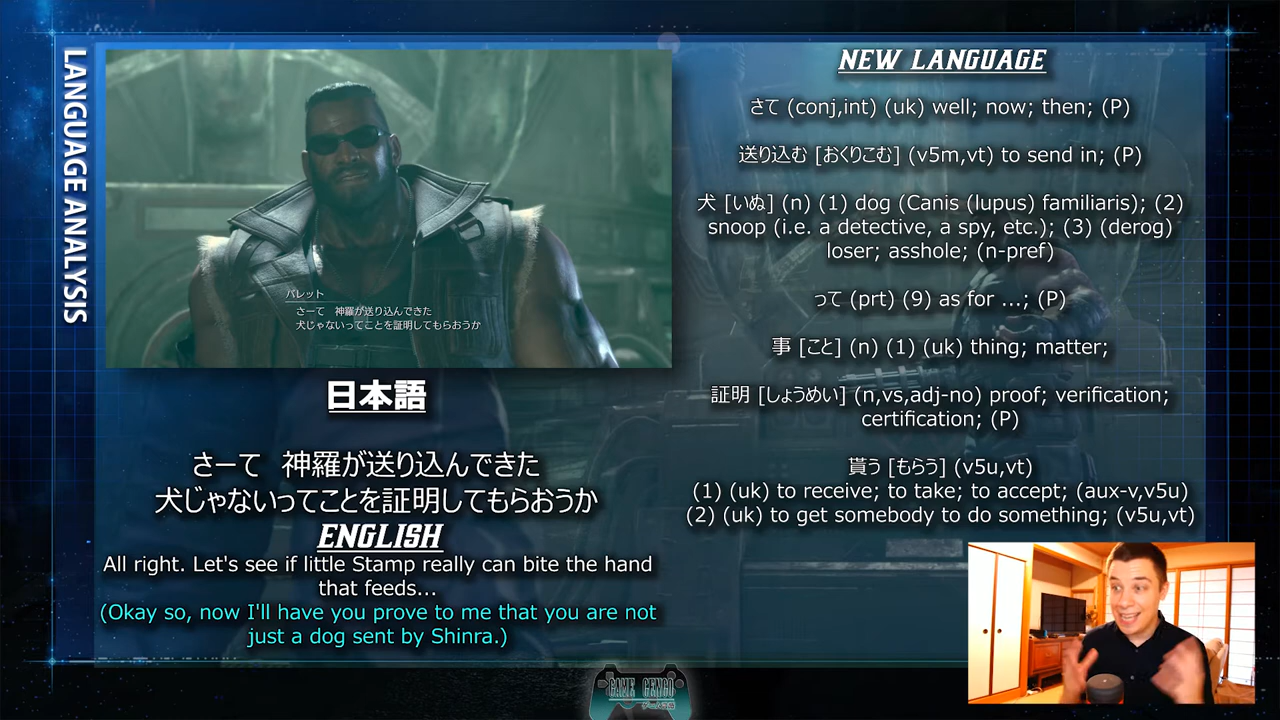 LANGUAGE ANALYSIS
バレット
さーて　神羅が送り込んできた
犬じゃないってことを証明してもらおうか
日本語
さーて　神羅が送り込んできた
犬じゃないってことを証明してもらおうか
ENGLISH
All right. Let's see if little Stamp really can bite the hand
that feeds...
(Okay so, now I'll have you prove to me that you are not
just a dog sent by Shinra.)
NEW LANGUAGE
さて (conj,int) (uk) well; now; then; (P)
送り込む [おくりこむ] (v5m,vt) to send in; (P)
犬 [いぬ] (n) (1) dog (Canis (lupus) familiaris); (2)
snoop (i.e. a detective, a spy, etc.); (3) (derog)
loser; asshole; (n-pref)
って (prt) (9) as for ...; (P)
事 [こと] (n) (1) (uk) thing; matter;
証明 [しょうめい] (n,vs,adj-no) proof; verification;
certification; (P)
貰う [もらう] (v5u,vt)
(1) (uk) to receive; to take; to accept; (aux-v,v5u)
(2) (uk) to get somebody to do something; (v5u,vt)
GAME GENGO
ゲーム言語